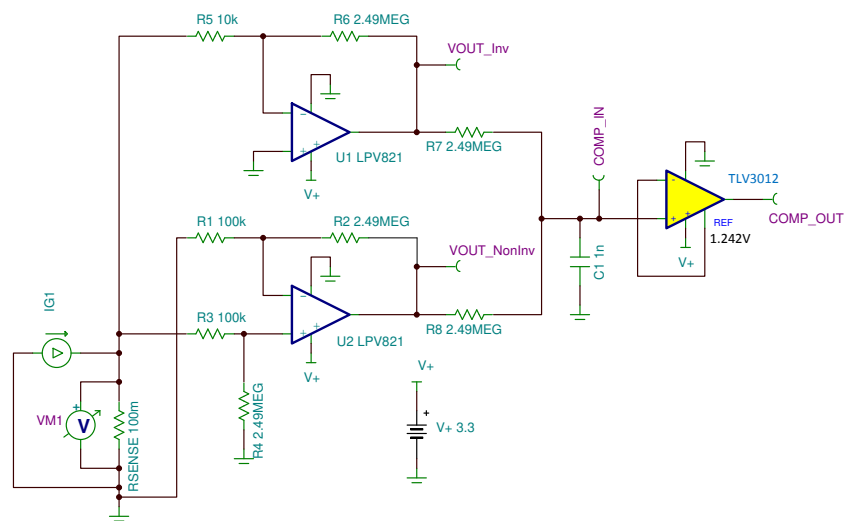 R5 10k
R6 2.49MEG
VOUT_Inv
U1 LPV821
V+
R7 2.49MEG
COMP_IN
TLV3012
REF
1.242V
COMP_OUT
V+
C1 1n
R1 100k
R2 2.49MEG
VOUT_NonInv
R3 100k
U2 LPV821
V+
R8 2.49MEG
IG1
R4 2.49MEG
V+
V+ 3.3
VM1
V
RSENSE 100m